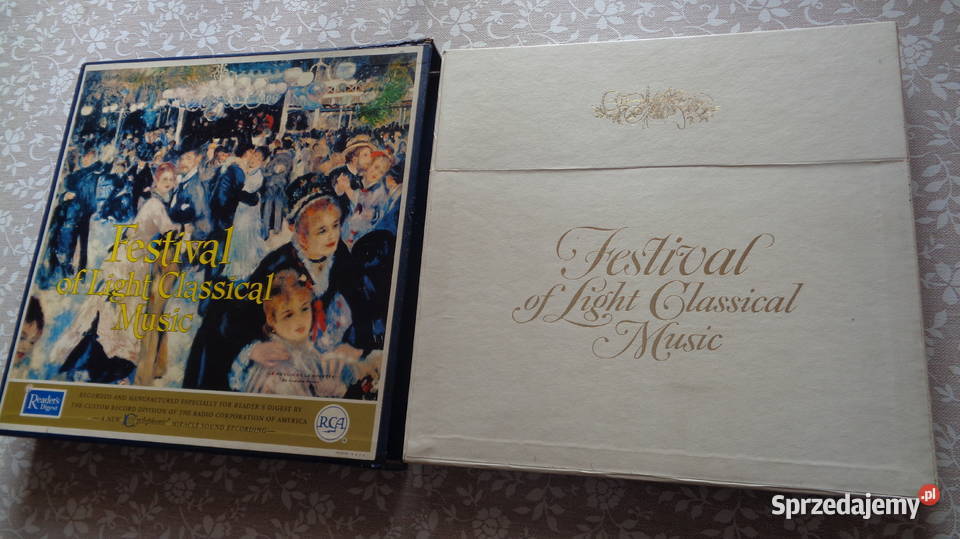 Festival
of Light Classical
Music
Reader's
Digest
RECORDED AND MANUFACTURED ESPECIALLY FOR READER'S DIGEST BY
THE CUSTOM RECORD DIVISION OF THE RADIO CORPORATION OF AMERICA
A NEW MIRACLE SOUND RECORDING
RCA
Festival
of Light Classical
Music
Sprzedajemy.pl